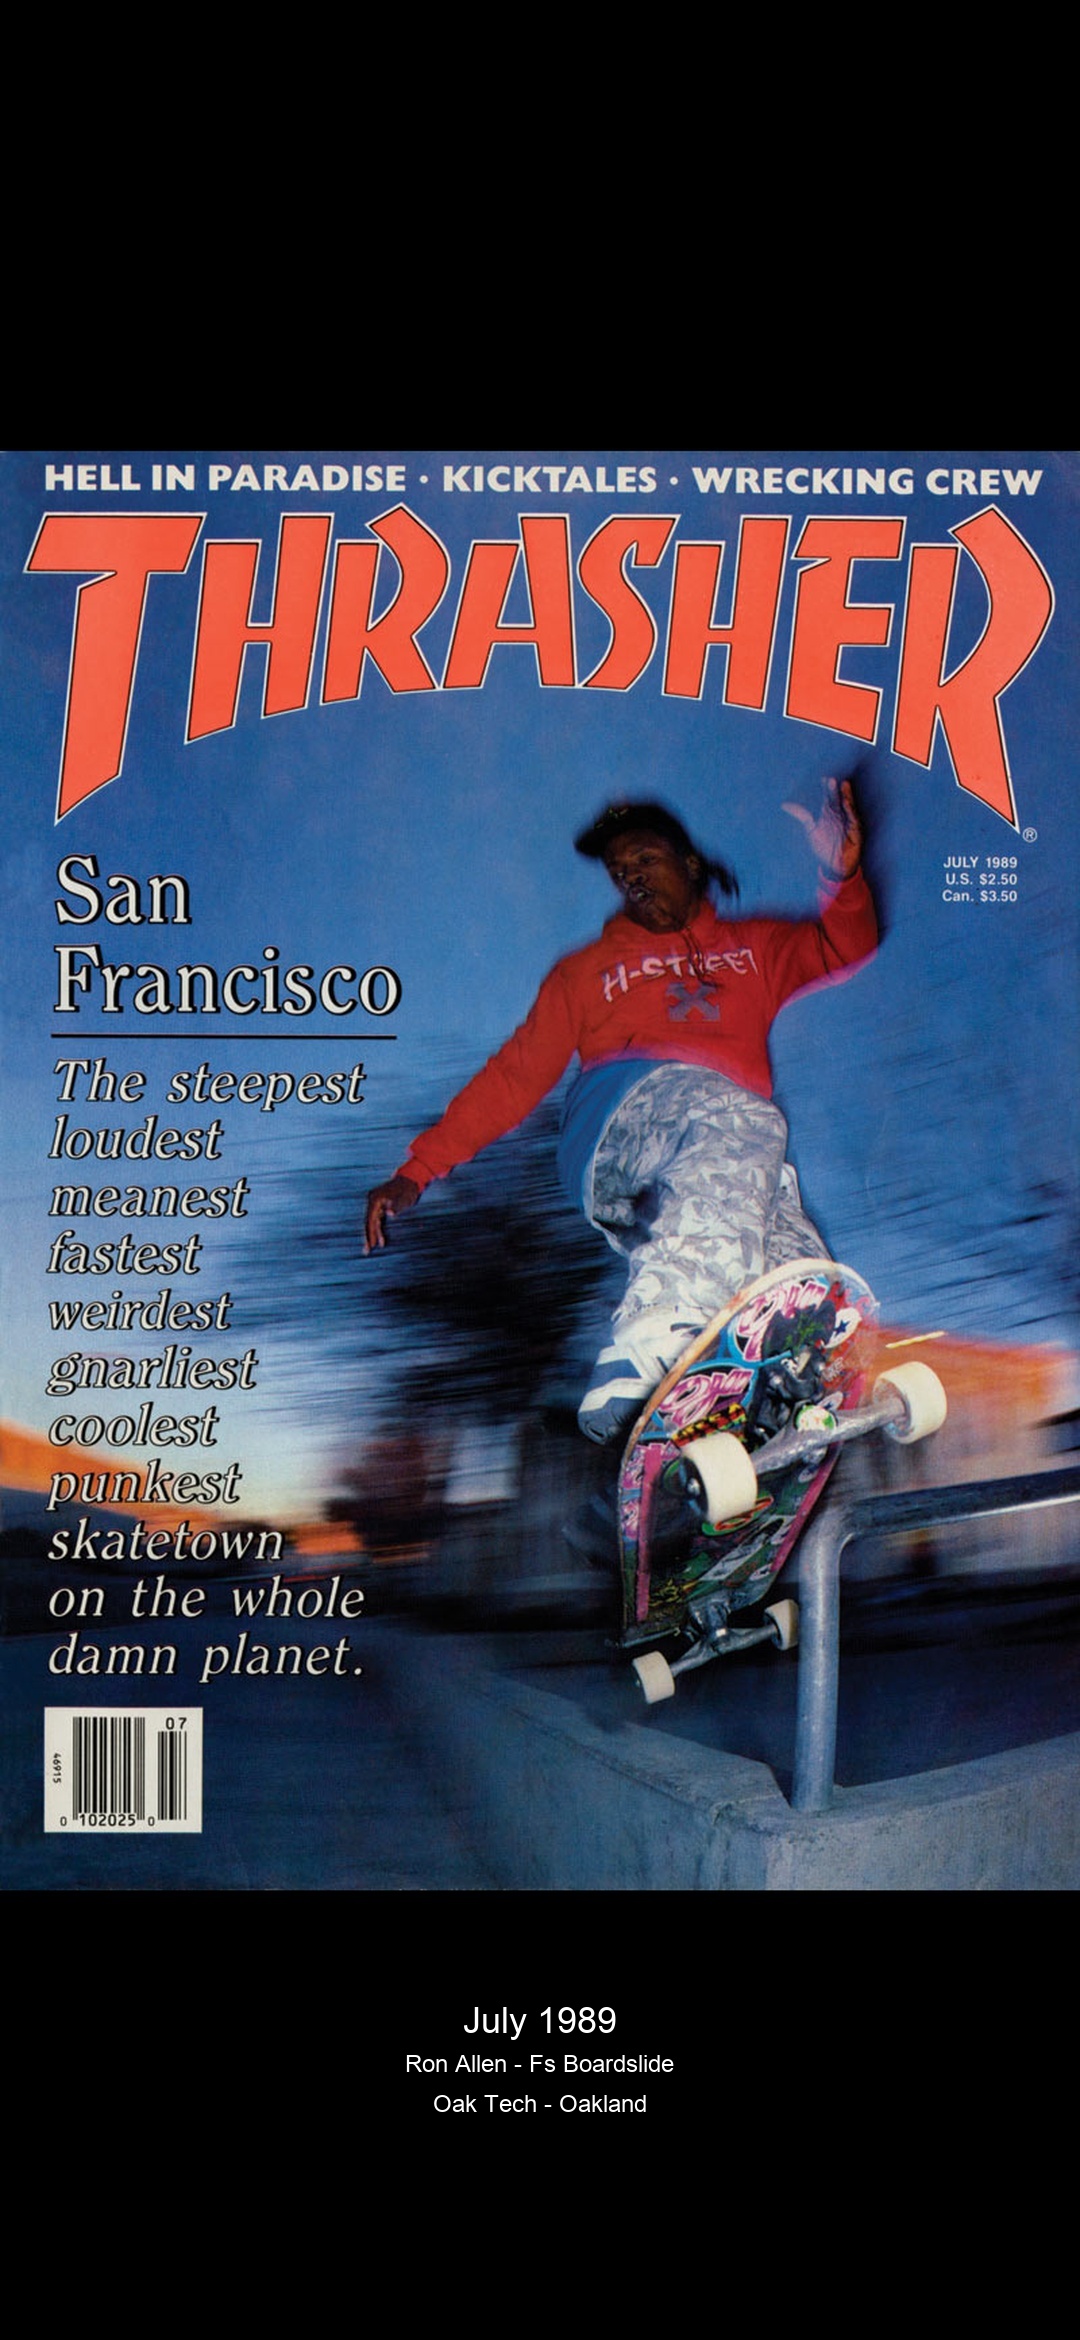 HELL IN PARADISE • KICKTALES • WRECKING CREW
THRASHER
®
JULY 1989
U.S. $2.50
Can. $3.50
San
Francisco
The steepest
loudest
meanest
fastest
weirdest
gnarliest
coolest
punkest
skatetown
on the whole
damn planet.
H-STREET
07
46915
0 102025 0
July 1989
Ron Allen - Fs Boardslide
Oak Tech - Oakland